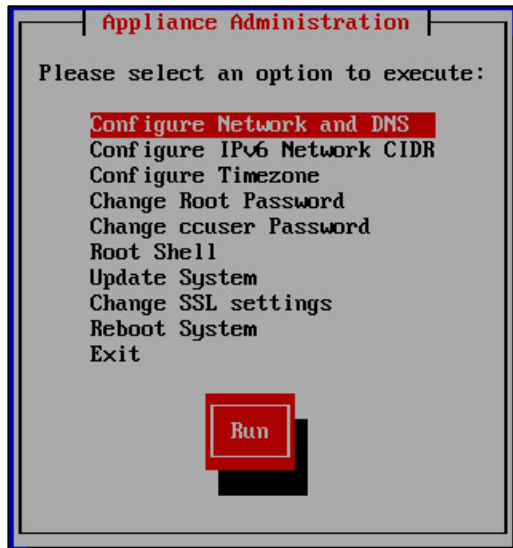 Appliance Administration
Please select an option to execute:
Configure Network and DNS
Configure IPv6 Network CIDR
Configure Timezone
Change Root Password
Change ccuser Password
Root Shell
Update System
Change SSL settings
Reboot System
Exit
Run